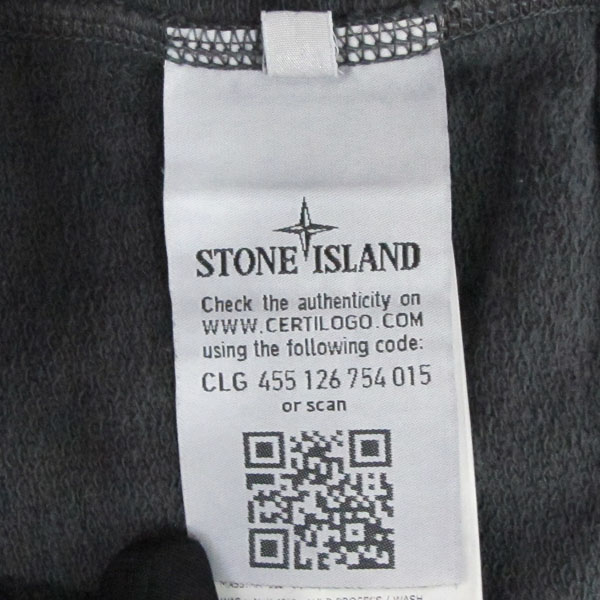 STONE ISLAND
Check the authenticity on
WWW.CERTILOGO.COM
using the following code:
CLG 455 126 754 015
or scan